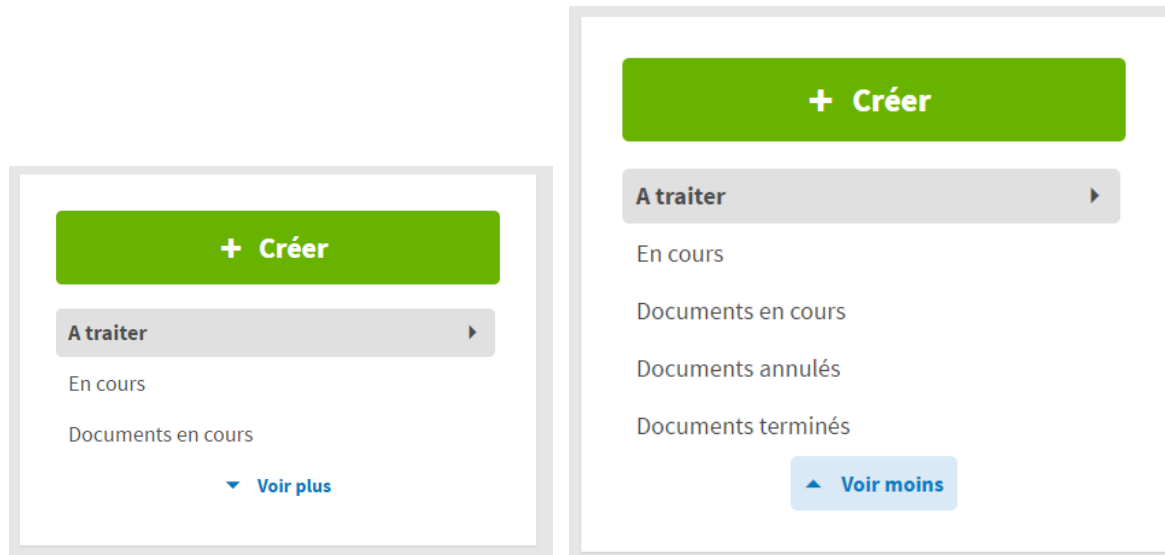 + Créer
A traiter
En cours
Documents en cours
Voir plus
+ Créer
A traiter
En cours
Documents en cours
Documents annulés
Documents terminés
Voir moins